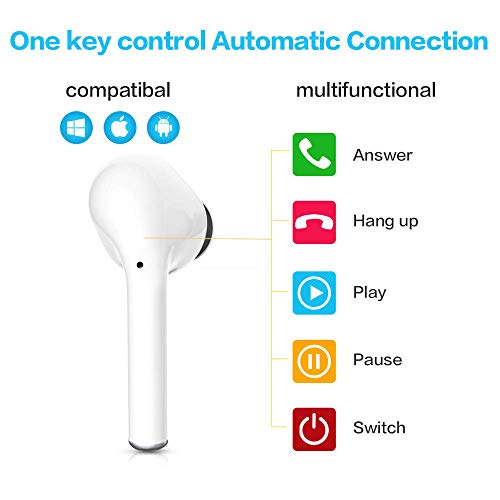 One key control Automatic Connection
compatibal
multifunctional
Answer
Hang up
Play
Pause
Switch